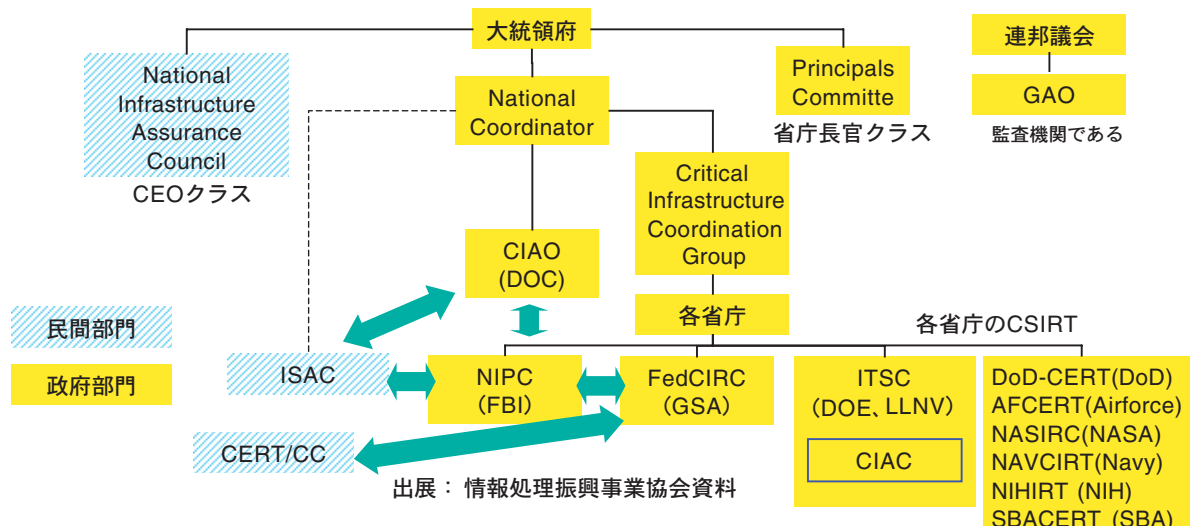 大統領府
National
Infrastructure
Assurance
Council
CEOクラス
National
Coordinator
Principals
Committe
省庁長官クラス
連邦議会
GAO
監査機関である
Critical
Infrastructure
Coordination
Group
CIAO
(DOC)
各省庁
各省庁のCSIRT
民間部門
政府部門
ISAC
NIPC
(FBI)
FedCIRC
(GSA)
ITSC
(DOE、LLNV)
CIAC
DoD-CERT(DoD)
AFCERT(Airforce)
NASIRC(NASA)
NAVCIRT(Navy)
NIHIRT (NIH)
SBACERT (SBA)
CERT/CC
出展： 情報処理振興事業協会資料